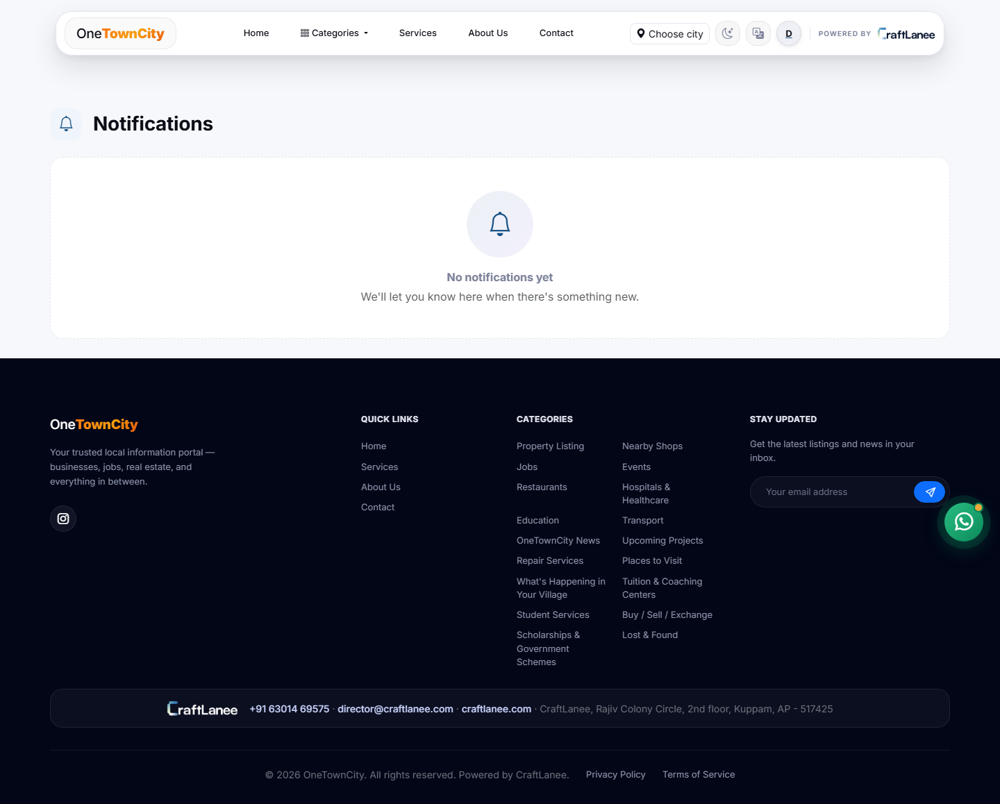 OneTownCity
Home
Categories
Services
About Us
Contact
Choose city
D
POWERED BY CraftLanee
Notifications
No notifications yet
We'll let you know here when there's something new.
OneTownCity
Your trusted local information portal —
businesses, jobs, real estate, and
everything in between.
QUICK LINKS
Home
Services
About Us
Contact
CATEGORIES
Property Listing
Nearby Shops
Jobs
Events
Restaurants
Hospitals &
Healthcare
Education
Transport
OneTownCity News
Upcoming Projects
Repair Services
Places to Visit
What's Happening in
Your Village
Tuition & Coaching
Centers
Student Services
Buy / Sell / Exchange
Scholarships &
Government
Schemes
Lost & Found
STAY UPDATED
Get the latest listings and news in your
inbox.
Your email address
CraftLanee +91 63014 69575 · director@craftlanee.com · craftlanee.com · CraftLanee, Rajiv Colony Circle, 2nd floor, Kuppam, AP - 517425
© 2026 OneTownCity. All rights reserved. Powered by CraftLanee. Privacy Policy Terms of Service